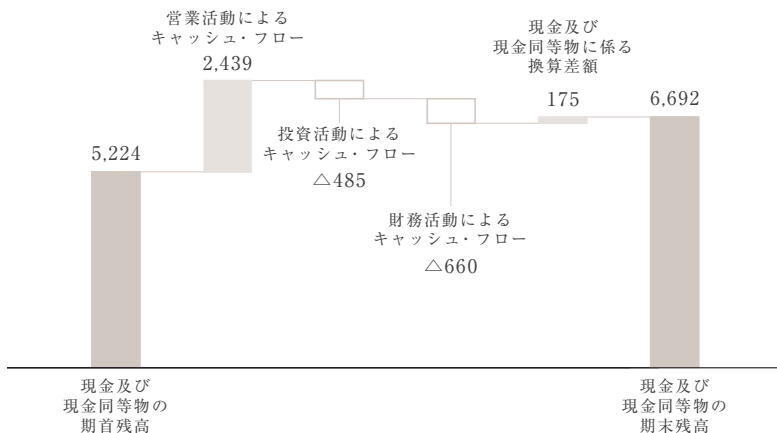 営業活動による
キャッシュ・フロー
2,439
現金及び
現金同等物に係る
換算差額
175
6,692
5,224
投資活動による
キャッシュ・フロー
△485
財務活動による
キャッシュ・フロー
△660
現金及び
現金同等物の
期首残高
現金及び
現金同等物の
期末残高